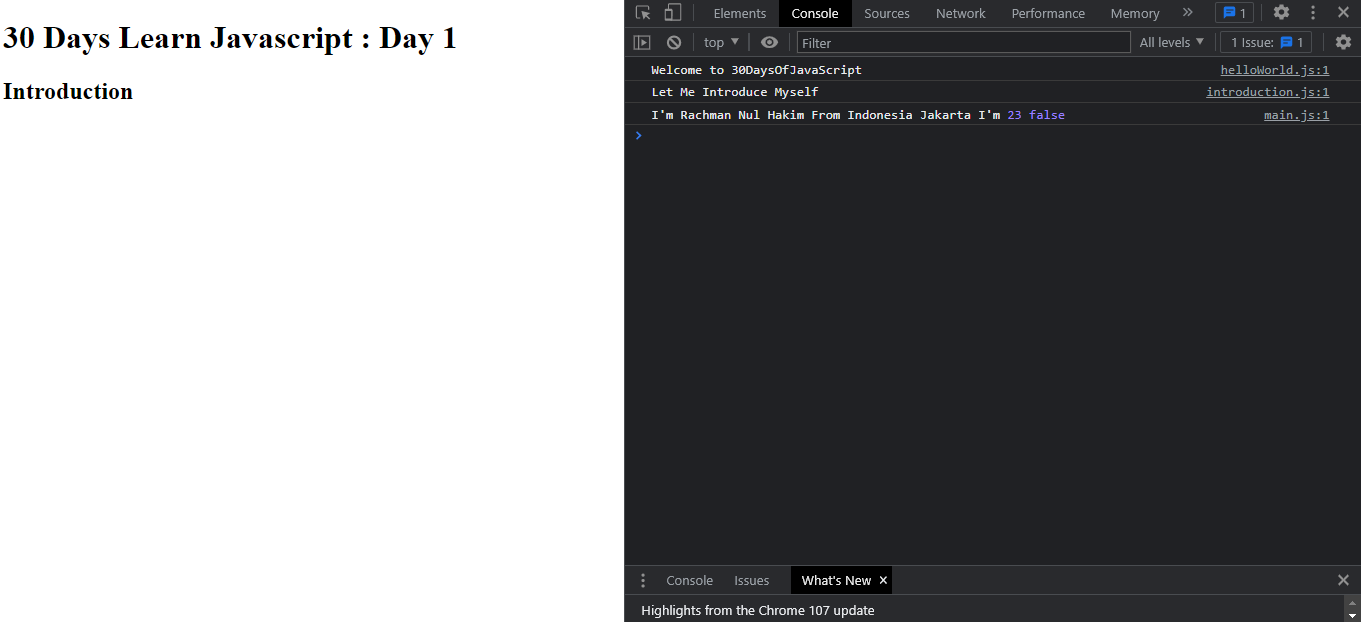 30 Days Learn Javascript : Day 1
Introduction
Elements Console Sources Network Performance Memory » 1
top Filter All levels 1 Issue: 1
Welcome to 30DaysOfJavaScript helloWorld.js:1
Let Me Introduce Myself introduction.js:1
I'm Rachman Nul Hakim From Indonesia Jakarta I'm 23 false main.js:1
Console Issues What's New
Highlights from the Chrome 107 update